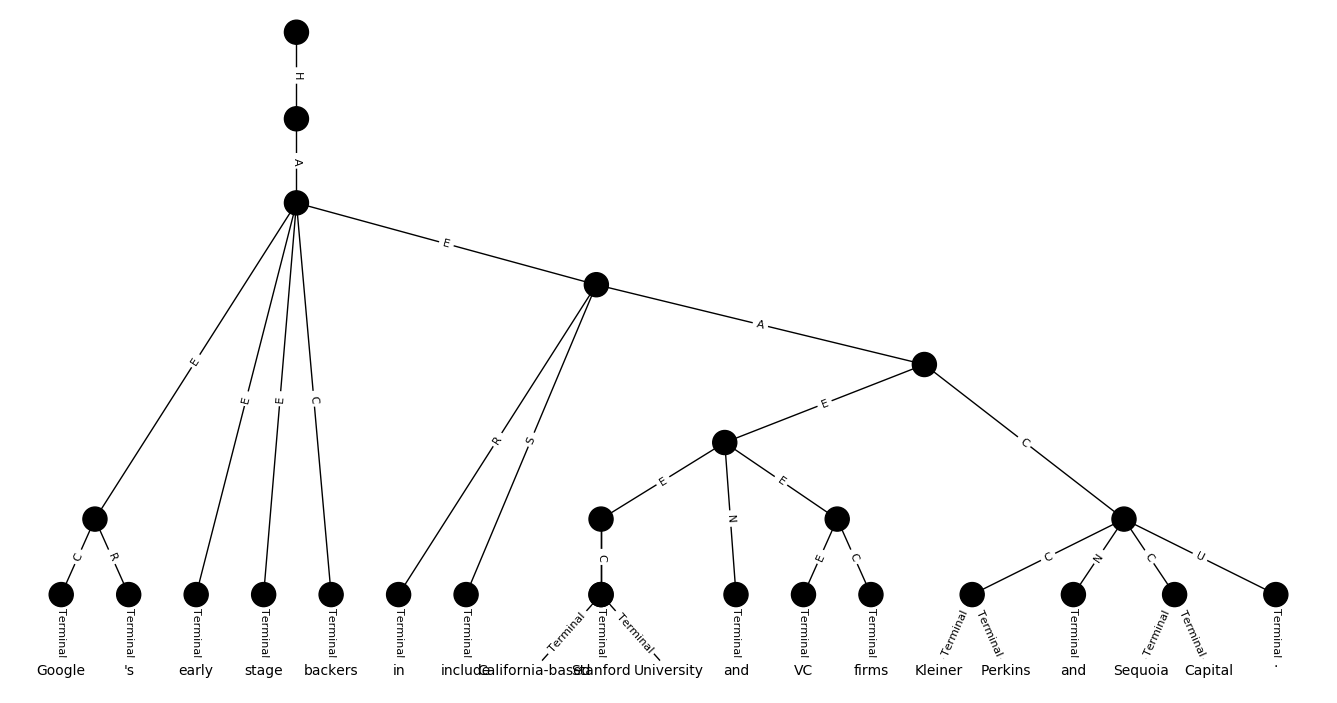 H
A
E
A
E
E
C
E
E
C
R
S
E
E
N
C
R
C
E
C
C
N
C
U
Terminal Terminal Terminal Terminal Terminal Terminal Terminal Terminal Terminal Terminal Terminal Terminal Terminal Terminal Terminal Terminal Terminal Terminal Terminal
Google 's early stage backers in include California-based Stanford University and VC firms Kleiner Perkins and Sequoia Capital .